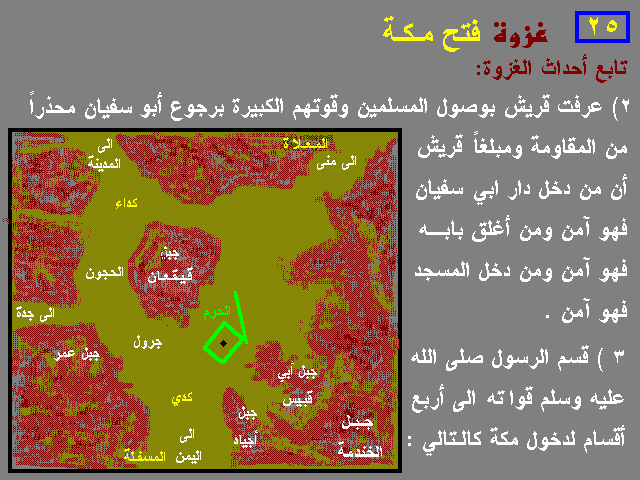 ٢٥
غزوة فتح مكة
تابع أحداث الغزوة:
٢) عرفت قريش بوصول المسلمين وقوتهم الكبيرة برجوع أبو سفيان محذراً
من المقاومة ومبلغاً قريش
أن من دخل دار ابي سفيان
فهو آمن ومن أغلق بابـــه
فهو آمن ومن دخل المسجد
فهو آمن .
٣ ) قسم الرسول صلى الله
عليه وسلم قواته الى أربع
أقسام لدخول مكة كالتالي :
المعلاة
الى
المدينة
الى منى
كداء
جبل
قيقعان
الحجون
الى جدة
الحرم
جرول
جبل عمر
جبل أبي
قبيس
كدي
جبل
أجياه
جبل
الخندمة
الى
اليمن
المسفلة